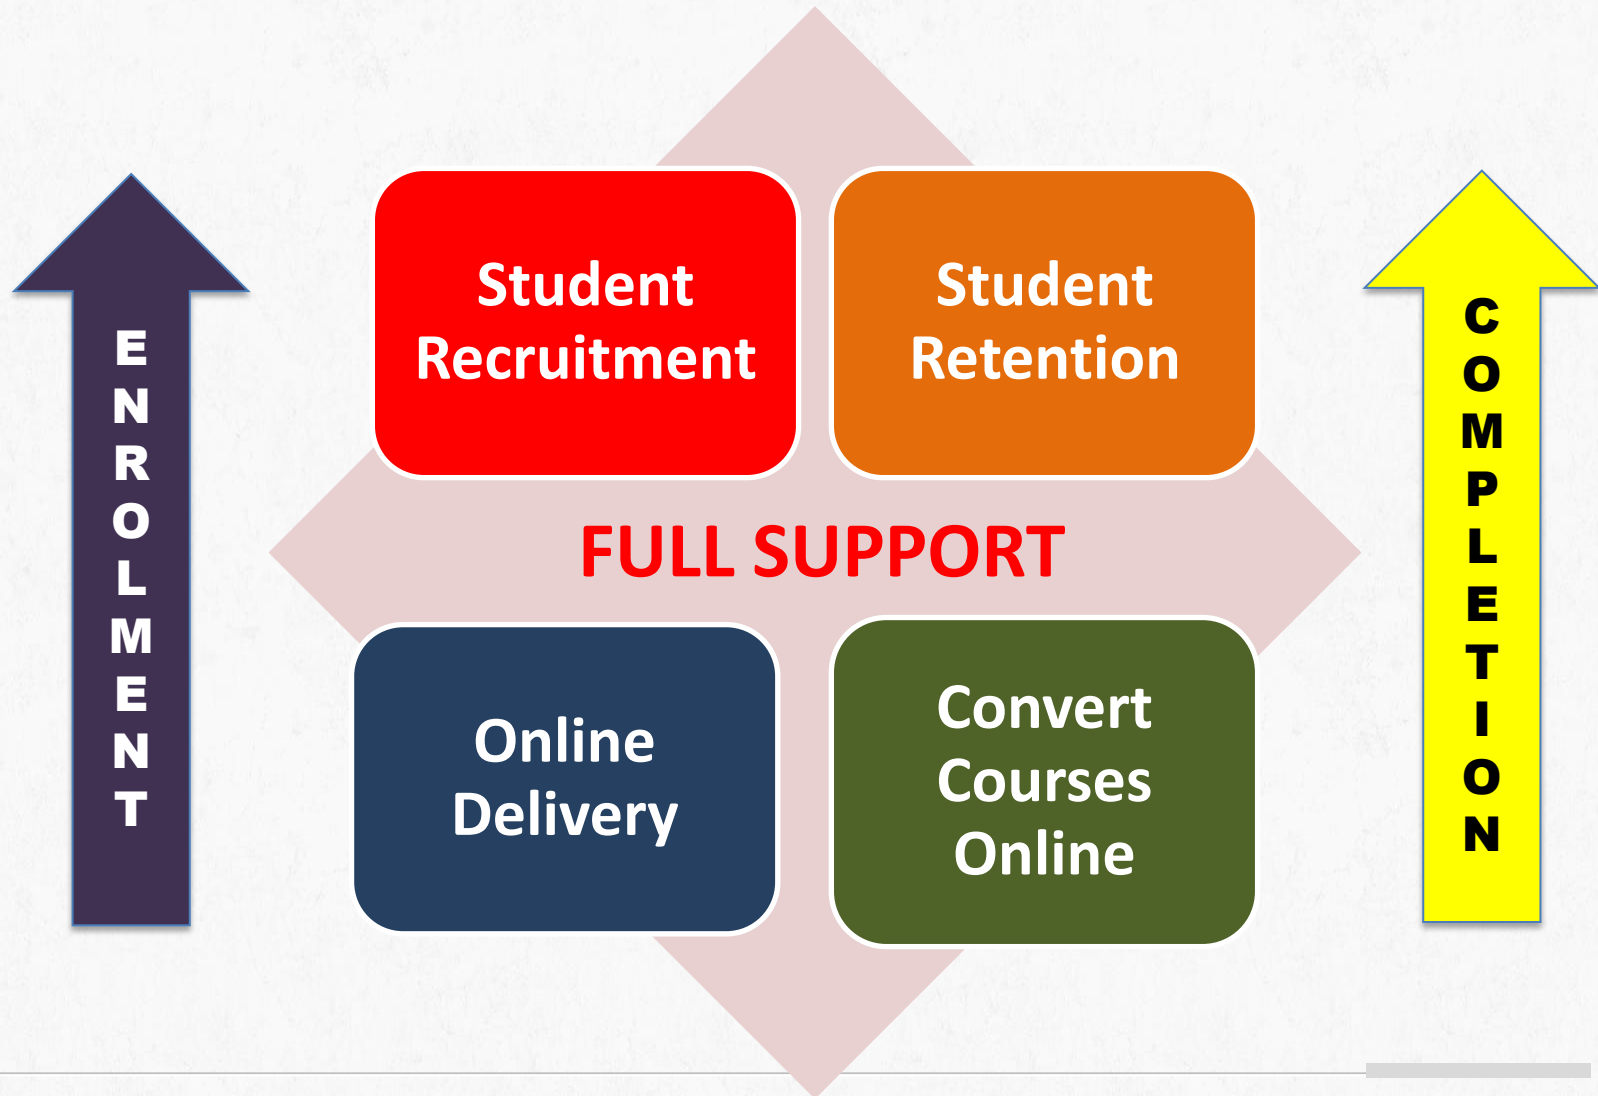 ENROLMENT
Student
Recruitment
Student
Retention
COMPLETION
FULL SUPPORT
Online
Delivery
Convert
Courses
Online